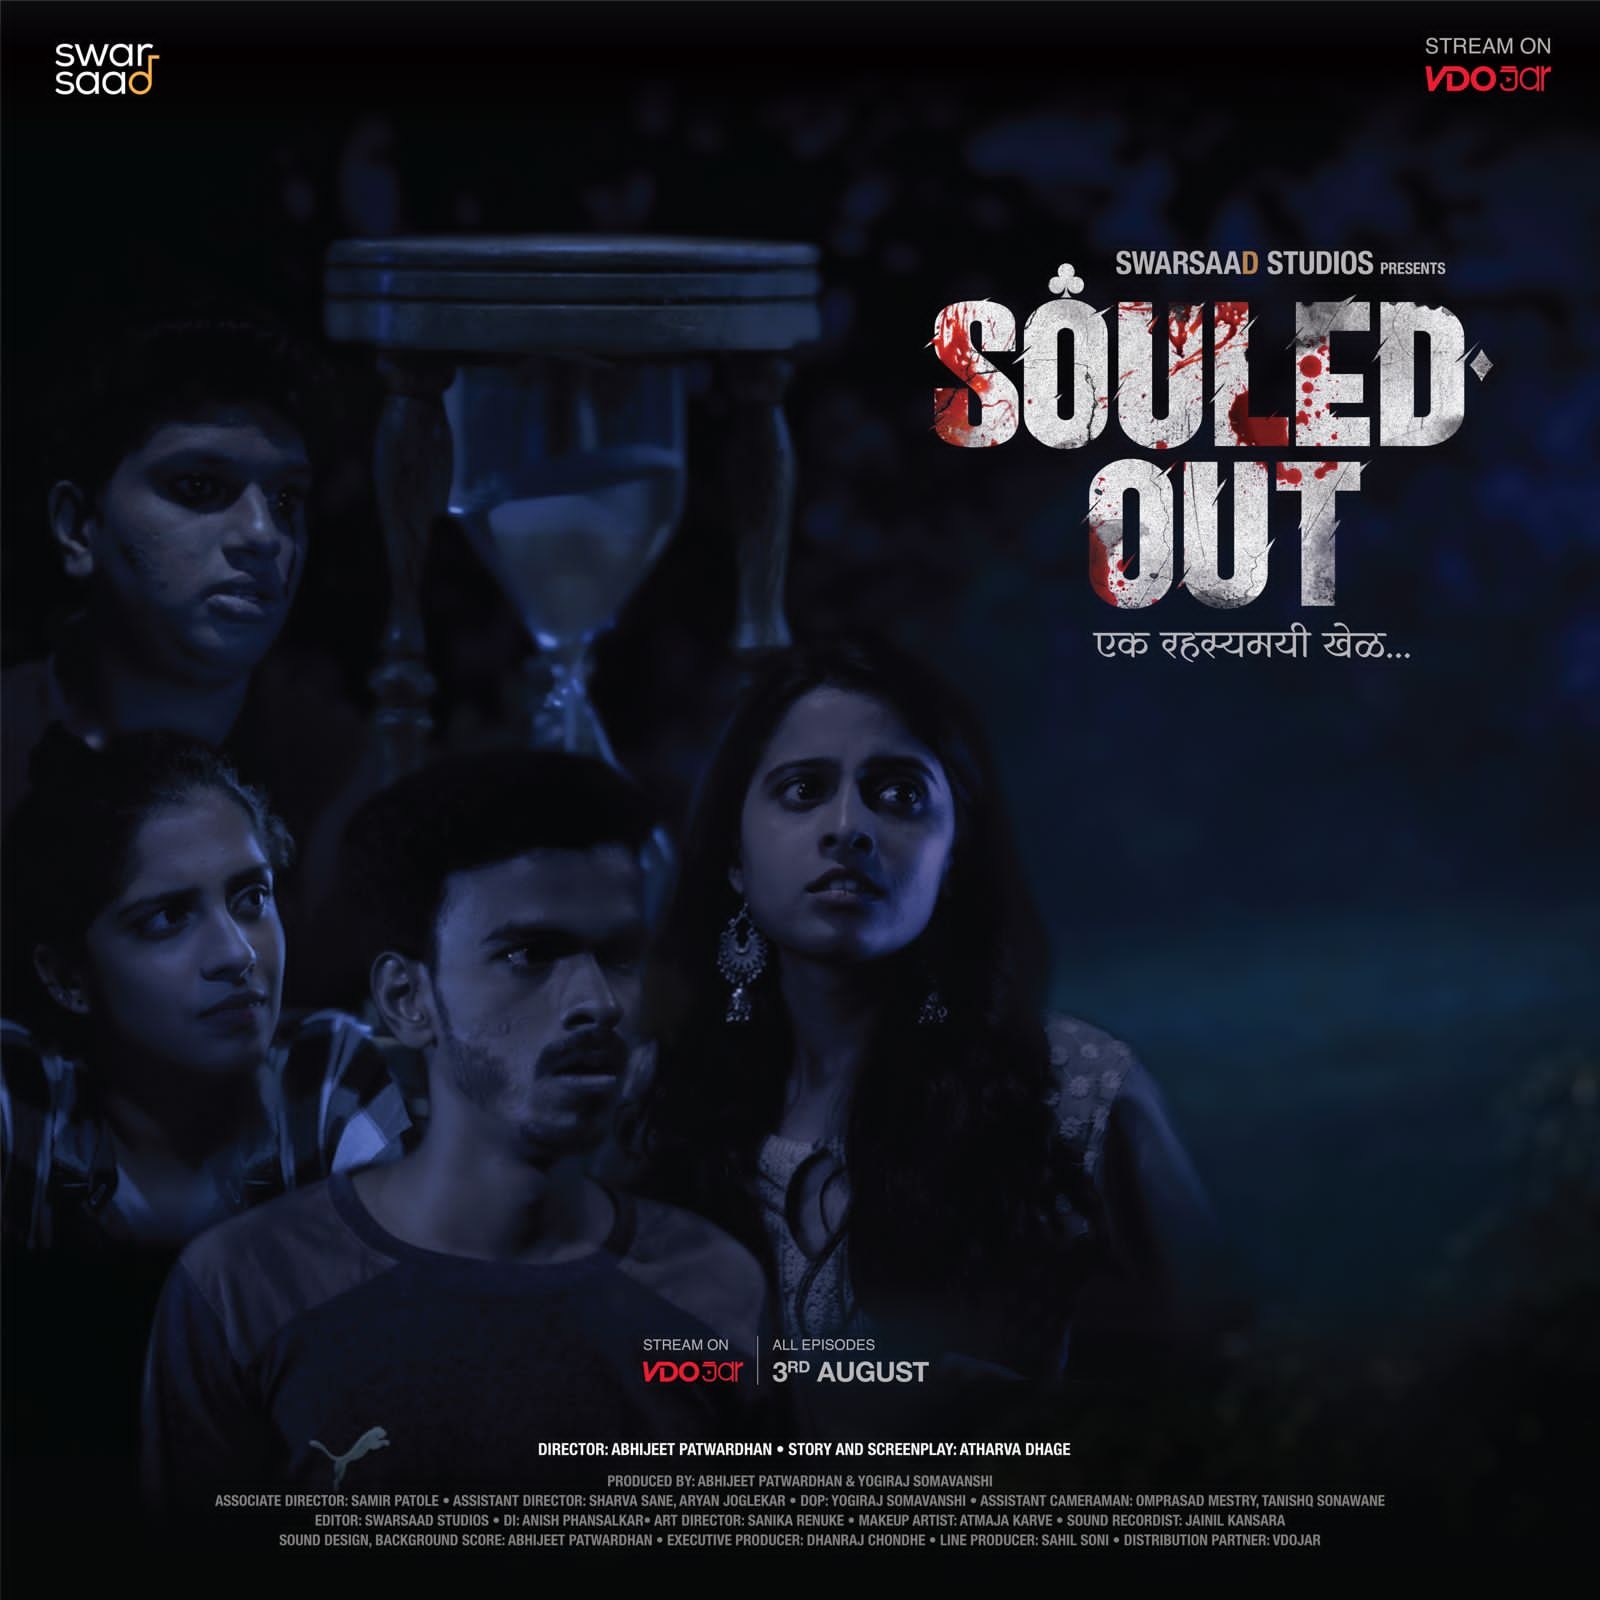 swar
saad
STREAM ON
VDOJar
SWARSAAD STUDIOS PRESENTS
SOULED
OUT
एक रहस्यमयी खेळ...
STREAM ON
VDOJar
ALL EPISODES
3RD AUGUST
DIRECTOR: ABHIJEET PATWARDHAN • STORY AND SCREENPLAY: ATHARVA DHAGE
PRODUCED BY: ABHIJEET PATWARDHAN & YOGIRAJ SOMAVANSHI
ASSOCIATE DIRECTOR: SAMIR PATOLE • ASSISTANT DIRECTOR: SHARVA SANE, ARYAN JOGLEKAR • DOP: YOGIRAJ SOMAVANSHI • ASSISTANT CAMERAMAN: OMPRASAD MESTRY, TANISHQ SONAWANE
EDITOR: SWARSAAD STUDIOS • DI: ANISH PHANSALKAR• ART DIRECTOR: SANIKA RENUKE • MAKEUP ARTIST: ATMAJA KARVE • SOUND RECORDIST: JAINIL KANSARA
SOUND DESIGN, BACKGROUND SCORE: ABHIJEET PATWARDHAN • EXECUTIVE PRODUCER: DHANRAJ CHONDHE • LINE PRODUCER: SAHIL SONI • DISTRIBUTION PARTNER: VDOJAR